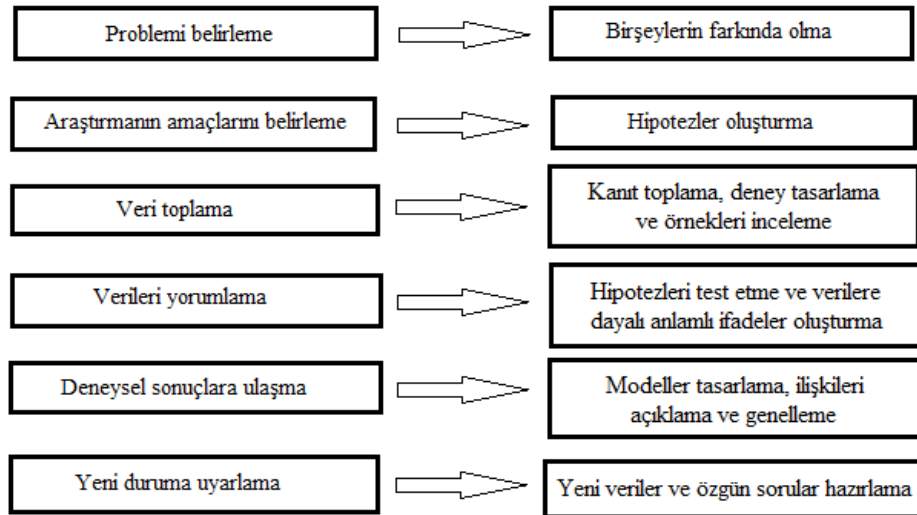 Problemi belirleme
Birşeylerin farkında olma
Araştırmanın amaçlarını belirleme
Hipotezler oluşturma
Veri toplama
Kanıt toplama, deney tasarlama
ve örnekleri inceleme
Verileri yorumlama
Hipotezleri test etme ve verilere
dayalı anlamlı ifadeler oluşturma
Deneysel sonuçlara ulaşma
Modeller tasarlama, ilişkileri
açıklama ve genelleme
Yeni duruma uyarlama
Yeni veriler ve özgün sorular hazırlama